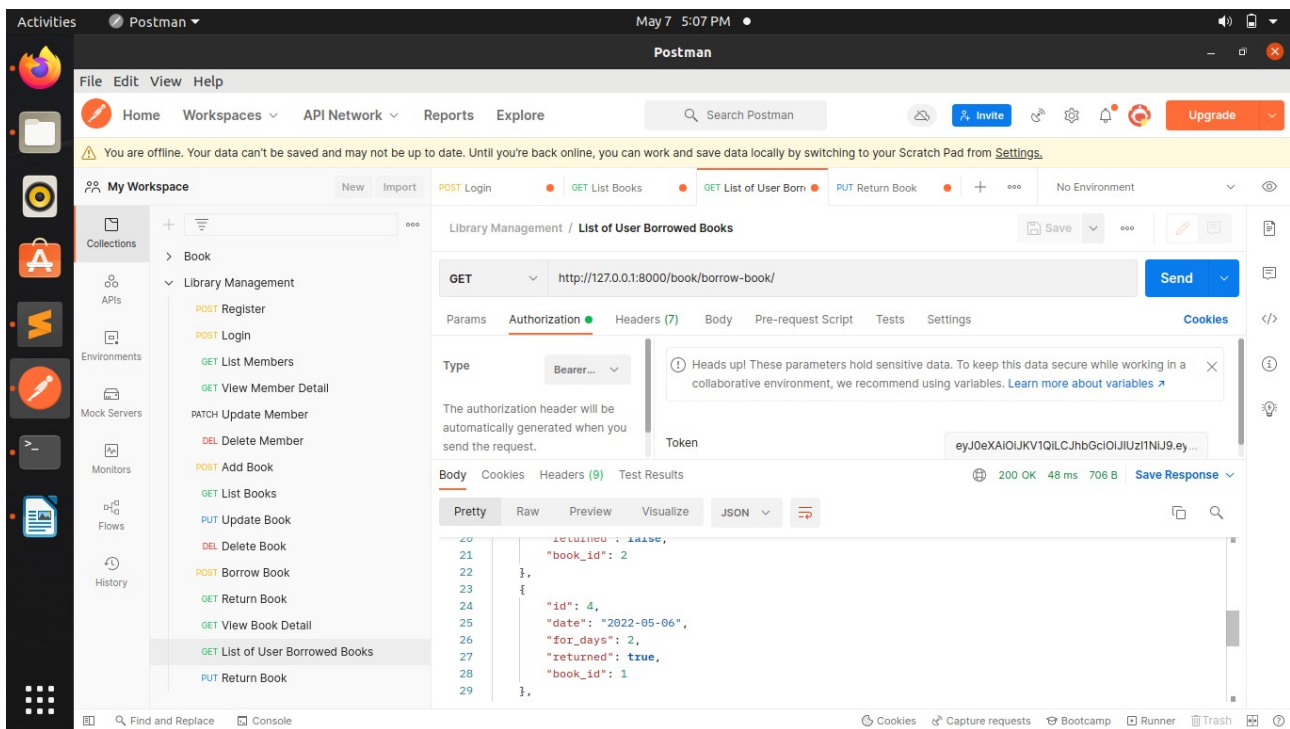 Activities Postman May 7 5:07 PM
Postman
File Edit View Help
Home Workspaces API Network Reports Explore Search Postman Invite Upgrade
You are offline. Your data can't be saved and may not be up to date. Until you're back online, you can work and save data locally by switching to your Scratch Pad from Settings.
My Workspace New Import POST Login GET List Books GET List of User Borr PUT Return Book No Environment
Collections
APIs
Environments
Mock Servers
Monitors
Flows
History
Book
Library Management
POST Register
POST Login
GET List Members
GET View Member Detail
PATCH Update Member
DEL Delete Member
POST Add Book
GET List Books
PUT Update Book
DEL Delete Book
POST Borrow Book
GET Return Book
GET View Book Detail
GET List of User Borrowed Books
PUT Return Book
Library Management / List of User Borrowed Books Save
GET http://127.0.0.1:8000/book/borrow-book/ Send
Params Authorization Headers (7) Body Pre-request Script Tests Settings Cookies
Type Bearer...
The authorization header will be
automatically generated when you
send the request.
Heads up! These parameters hold sensitive data. To keep this data secure while working in a
collaborative environment, we recommend using variables. Learn more about variables
Token eyJ0eXAiOiJKV1QiLCJhbGciOiJIUzI1NiJ9.ey...
Body Cookies Headers (9) Test Results 200 OK 48 ms 706 B Save Response
Pretty Raw Preview Visualize JSON
20 "returned": false,
21 "book_id": 2
22 },
23 {
24 "id": 4,
25 "date": "2022-05-06",
26 "for_days": 2,
27 "returned": true,
28 "book_id": 1
29 },
Find and Replace Console Cookies Capture requests Bootcamp Runner Trash